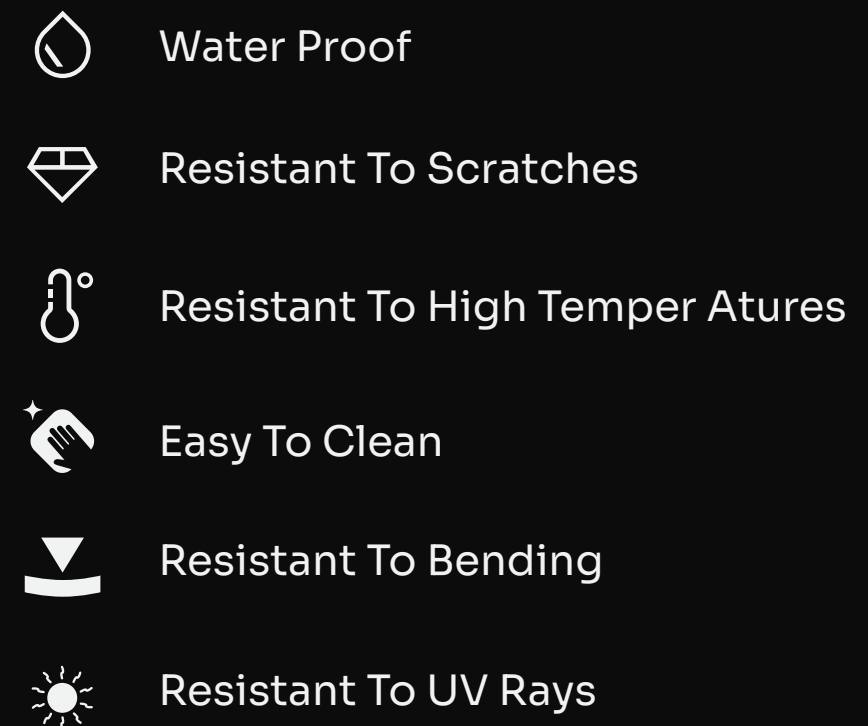 Water Proof
Resistant To Scratches
Resistant To High Temper Atures
Easy To Clean
Resistant To Bending
Resistant To UV Rays